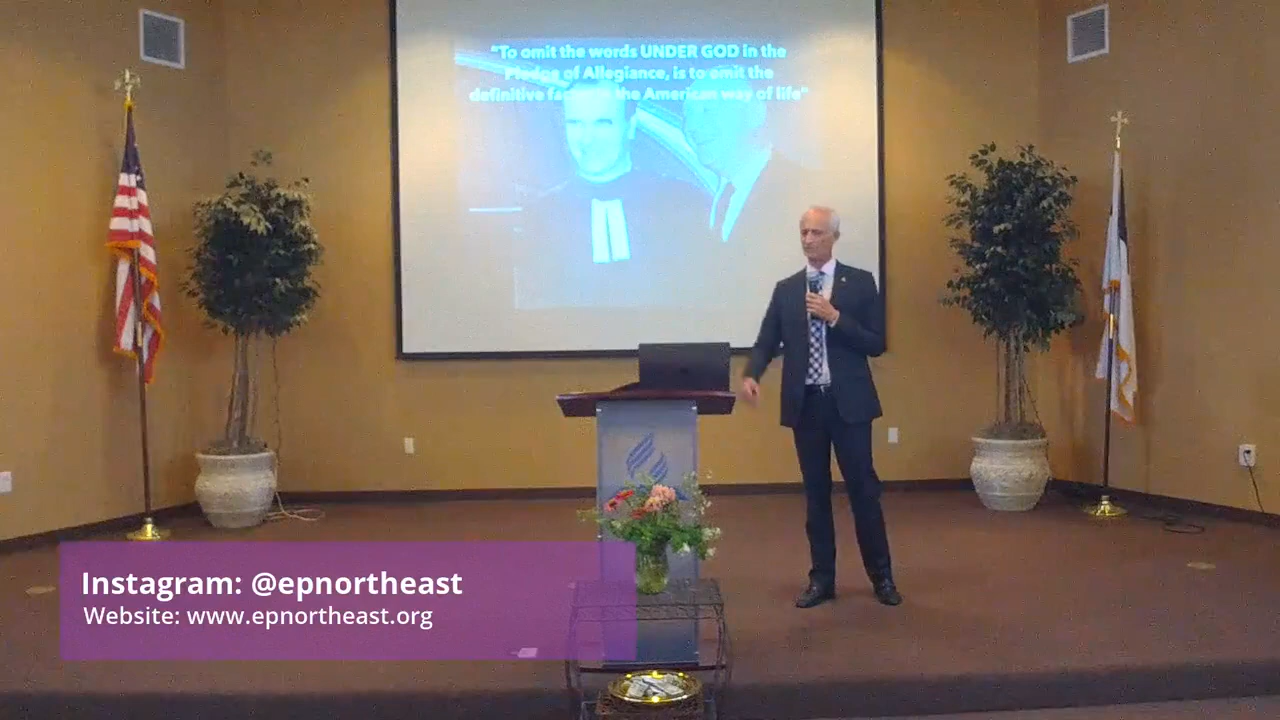 "To omit the words UNDER GOD in the
Pledge of Allegiance, is to omit the
definitive the American way of life"
Instagram: @epnortheast
Website: www.epnortheast.org